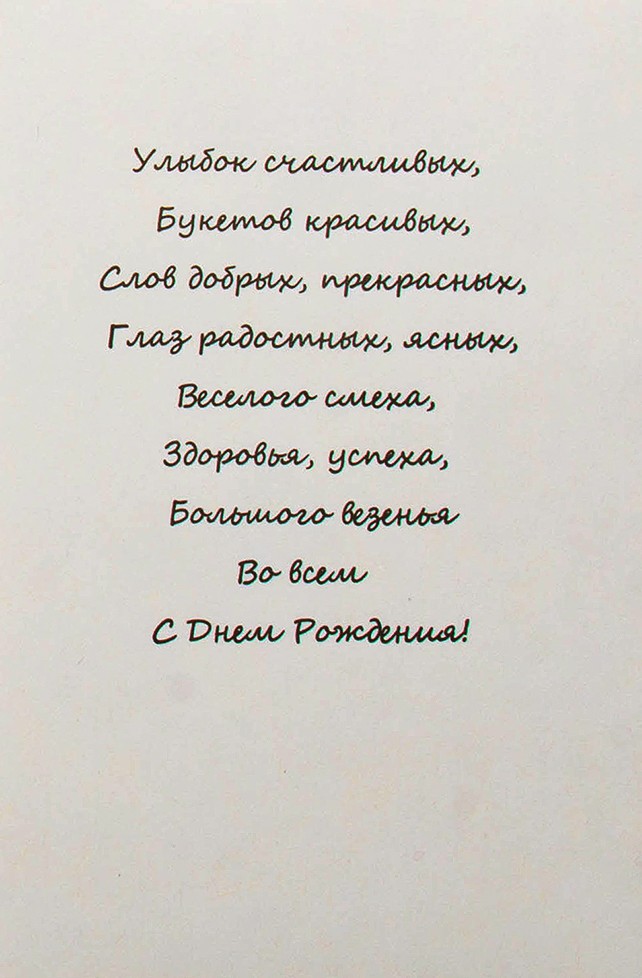 Улыбок счастливых,
Букетов красивых,
Слов добрых, прекрасных,
Глаз радостных, ясных,
Веселого смеха,
Здоровья, успеха,
Большого везенья
Во всем
С Днем Рождения!